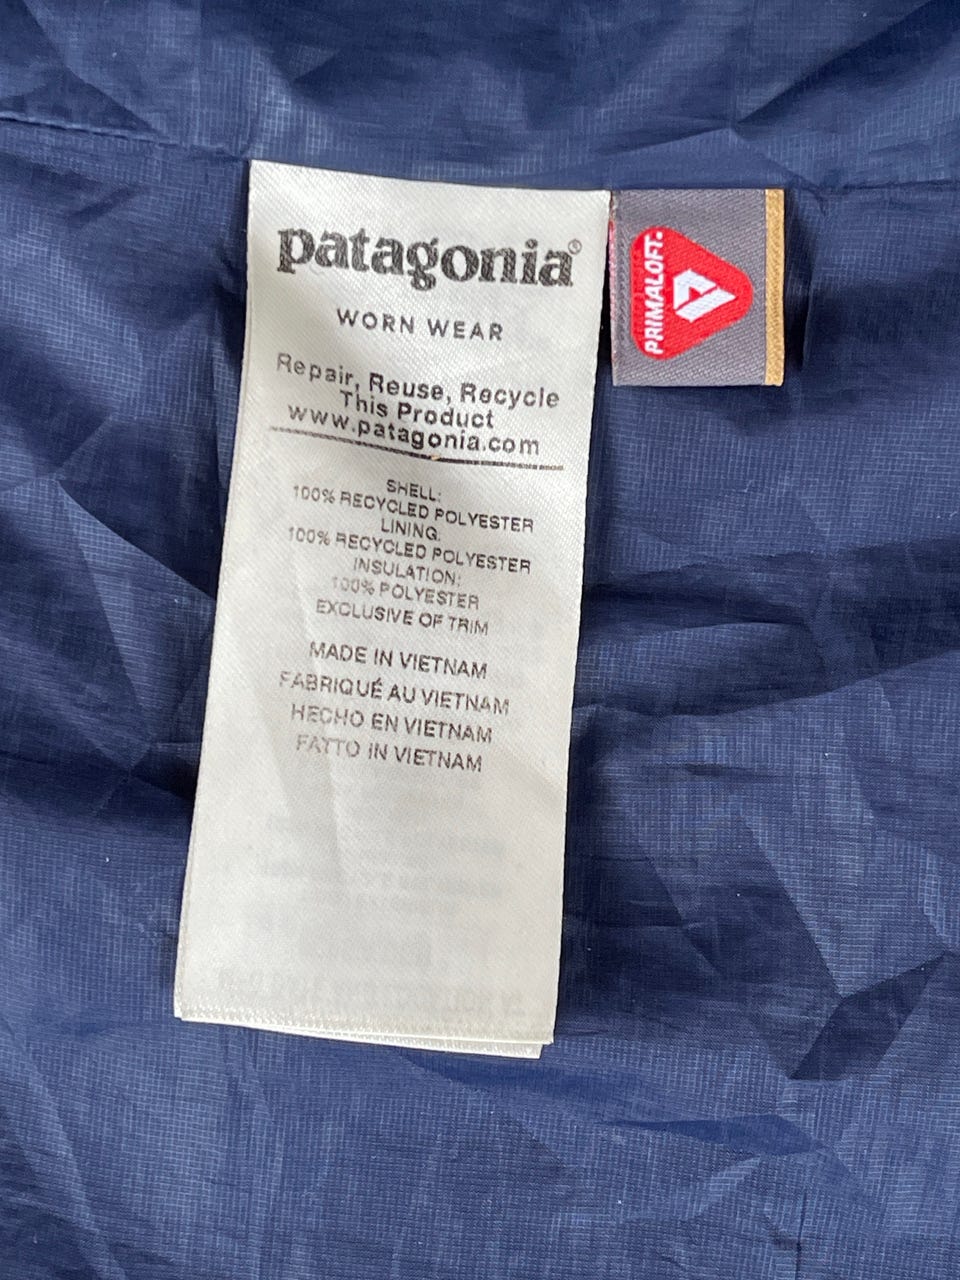 patagonia®
WORN WEAR
Repair, Reuse, Recycle
This Product
www.patagonia.com
SHELL:
100% RECYCLED POLYESTER
LINING:
100% RECYCLED POLYESTER
INSULATION:
100% POLYESTER
EXCLUSIVE OF TRIM
MADE IN VIETNAM
FABRIQUÉ AU VIETNAM
HECHO EN VIETNAM
FATTO IN VIETNAM
PRIMALOFT.